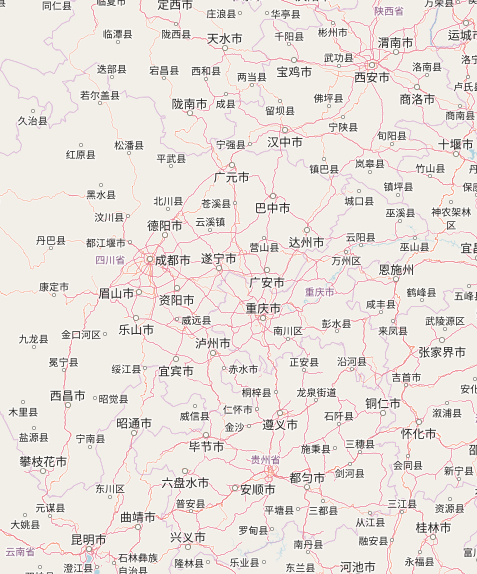 定西市
临夏市
同仁县
陕西省
万荣县
庄浪县
华亭县
临潭县
陇西县
天水市
千阳县
彬州市
渭南市
运城市
武功县
迭部县
宕昌县
西和县
两当县
宝鸡市
西安市
洛南县
若尔盖县
陇南市
成县
留坝县
佛坪县
商洛市
卢氏县
久治县
宁陕县
商南县
松潘县
宁强县
汉中市
旬阳县
十堰市
红原县
平武县
广元市
镇巴县
岚皋县
竹山县
黑水县
北川县
苍溪县
巴中市
城口县
镇坪县
汶川县
云溪镇
巫溪县
神农架林
区
德阳市
丹巴县
都江堰市
营山县
达州市
云阳县
巫山县
四川省
成都市
遂宁市
万州区
恩施州
康定市
眉山市
资阳市
广安市
重庆市
鹤峰县
咸丰县
乐山市
威远县
重庆市
彭水县
来凤县
武陵源区
九龙县
金口河区
泸州市
南川区
张家界市
冕宁县
绥江县
宜宾市
赤水市
正安县
沿河县
吉首市
西昌市
昭觉县
桐梓县
龙泉街道
铜仁市
木里县
威信县
仁怀市
石阡县
溆浦县
盐源县
宁南县
昭通市
金沙
遵义市
怀化市
毕节市
施秉县
三穗县
攀枝花市
贵州省
会同县
新宁县
东川区
六盘水市
安顺市
都匀市
剑河县
元谋县
普安县
平塘县
三都县
三江县
资源县
大姚县
曲靖市
从江县
桂林市
云南省
昆明市
兴义市
罗甸县
南丹县
融安县
石林彝族
自治县
澄江县
隆林县
乐业县
东兰县
河池市
永福县